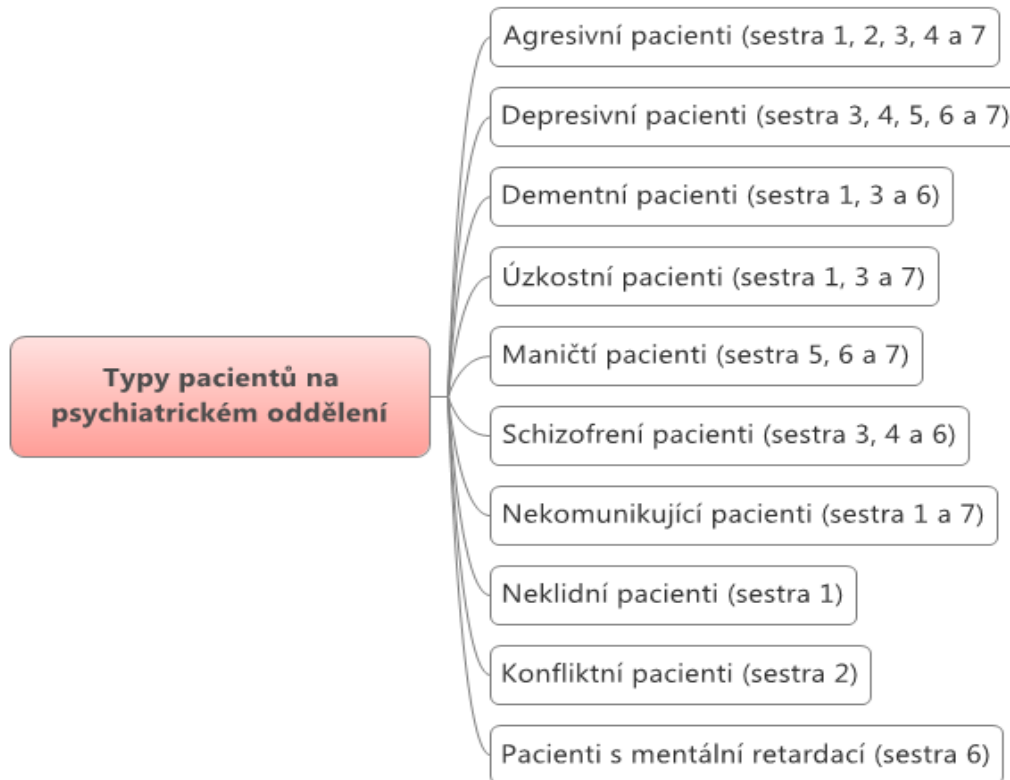 Agresivní pacienti (sestra 1, 2, 3, 4 a 7
Depresivní pacienti (sestra 3, 4, 5, 6 a 7)
Dementní pacienti (sestra 1, 3 a 6)
Úzkostní pacienti (sestra 1, 3 a 7)
Typy pacientů na
psychiatrickém oddělení
Maničtí pacienti (sestra 5, 6 a 7)
Schizofrení pacienti (sestra 3, 4 a 6)
Nekomunikující pacienti (sestra 1 a 7)
Neklidní pacienti (sestra 1)
Konfliktní pacienti (sestra 2)
Pacienti s mentální retardací (sestra 6)